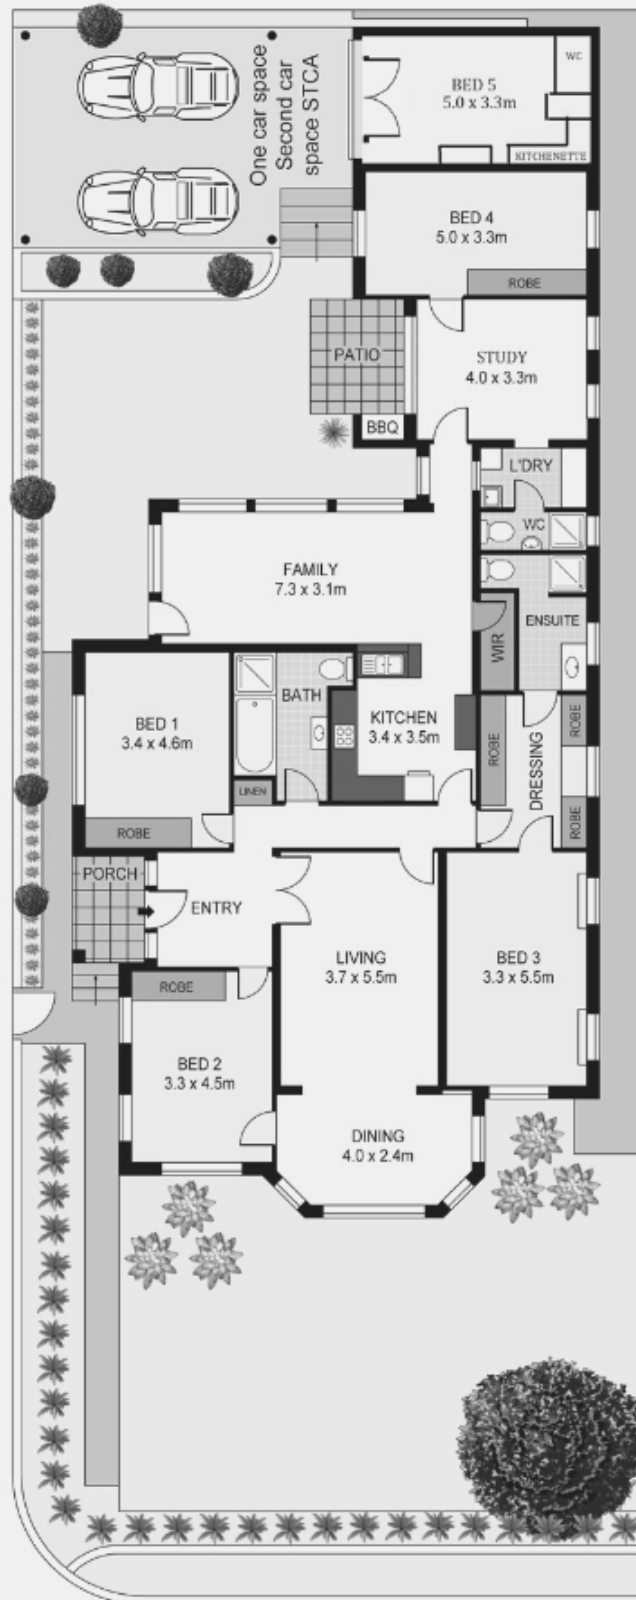 One car space
Second car
space STCA
WC
BED 5
5.0 x 3.3m
KITCHENETTE
BED 4
5.0 x 3.3m
ROBE
PATIO
STUDY
4.0 x 3.3m
BBQ
L'DRY
WC
FAMILY
7.3 x 3.1m
ENSUITE
WIR
BATH
BED 1
3.4 x 4.6m
KITCHEN
3.4 x 3.5m
ROBE
ROBE
DRESSING
LINEN
ROBE
ROBE
PORCH
ENTRY
LIVING
3.7 x 5.5m
BED 3
3.3 x 5.5m
ROBE
BED 2
3.3 x 4.5m
DINING
4.0 x 2.4m